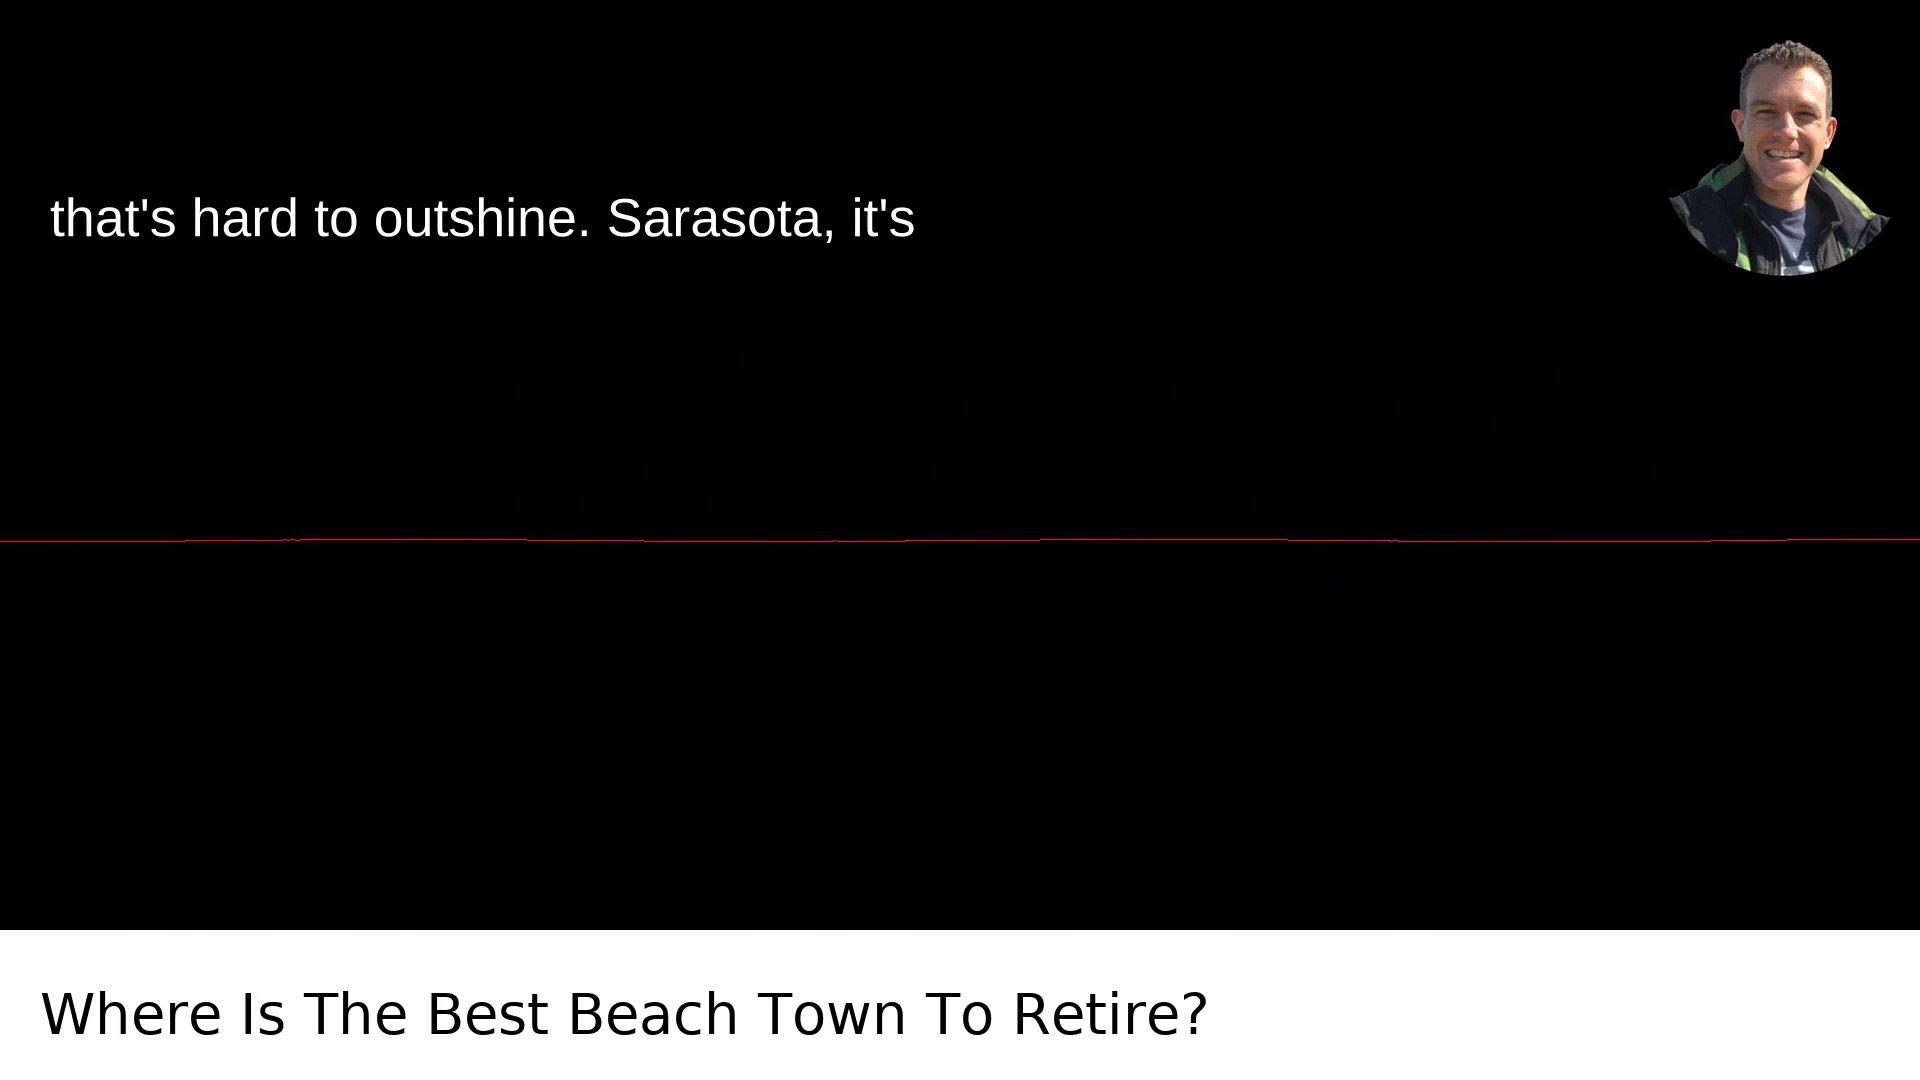 that's hard to outshine. Sarasota, it's
Where Is The Best Beach Town To Retire?